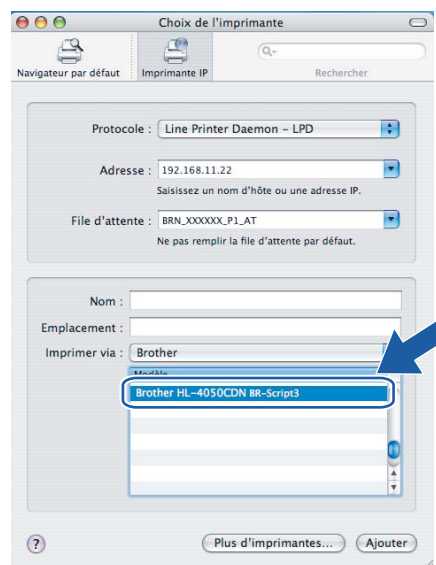 Choix de l'imprimante
Navigateur par défaut Imprimante IP Rechercher
Protocole : Line Printer Daemon – LPD
Adresse : 192.168.11.22
Saisissez un nom d'hôte ou une adresse IP.
File d'attente : BRN_XXXXXX_P1_AT
Ne pas remplir la file d'attente par défaut.
Nom :
Emplacement :
Imprimer via : Brother
Modèle
Brother HL-4050CDN BR-Script3
? Plus d'imprimantes... Ajouter